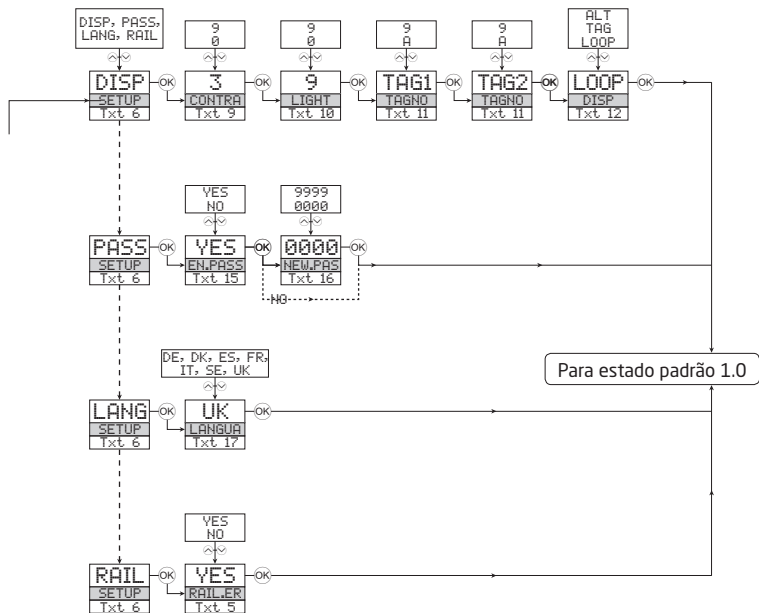 DISP, PASS,
LANG, RAIL
9
0
9
0
9
A
9
A
ALT
TAG
LOOP
DISP OK 3 OK 9 OK TAG1 OK TAG2 OK LOOP OK
SETUP CONTRA LIGHT TAGNO TAGNO DISP
Txt 6 Txt 9 Txt 10 Txt 11 Txt 11 Txt 12
YES
NO
9999
0000
PASS OK YES OK 0000 OK
SETUP EN.PASS NEW.PAS
Txt 6 Txt 15 Txt 16
NO
DE, DK, ES, FR,
IT, SE, UK
Para estado padrão 1.0
LANG OK UK OK
SETUP LANGUA
Txt 6 Txt 17
YES
NO
RAIL OK YES OK
SETUP RAIL.ER
Txt 6 Txt 5